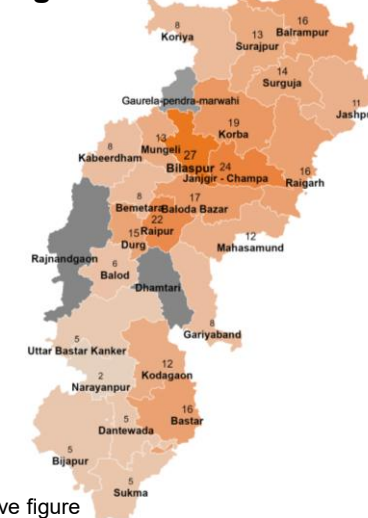 8
Koriya
13
Surajpur
16
Balrampur
14
Surguja
11
Jashpu
Gaurela-pendra-marwahi
19
Korba
13
Mungeli
8
Kabeerdham
27
Bilaspur
24
Janjgir - Champa
16
Raigarh
8
Bemetara
17
Baloda Bazar
22
Raipur
15
Durg
12
Mahasamund
Rajnandgaon
6
Balod
Dhamtari
8
Gariyaband
5
Uttar Bastar Kanker
12
Kodagaon
2
Narayanpur
16
Bastar
5
Dantewada
5
Bijapur
5
Sukma
ve figure